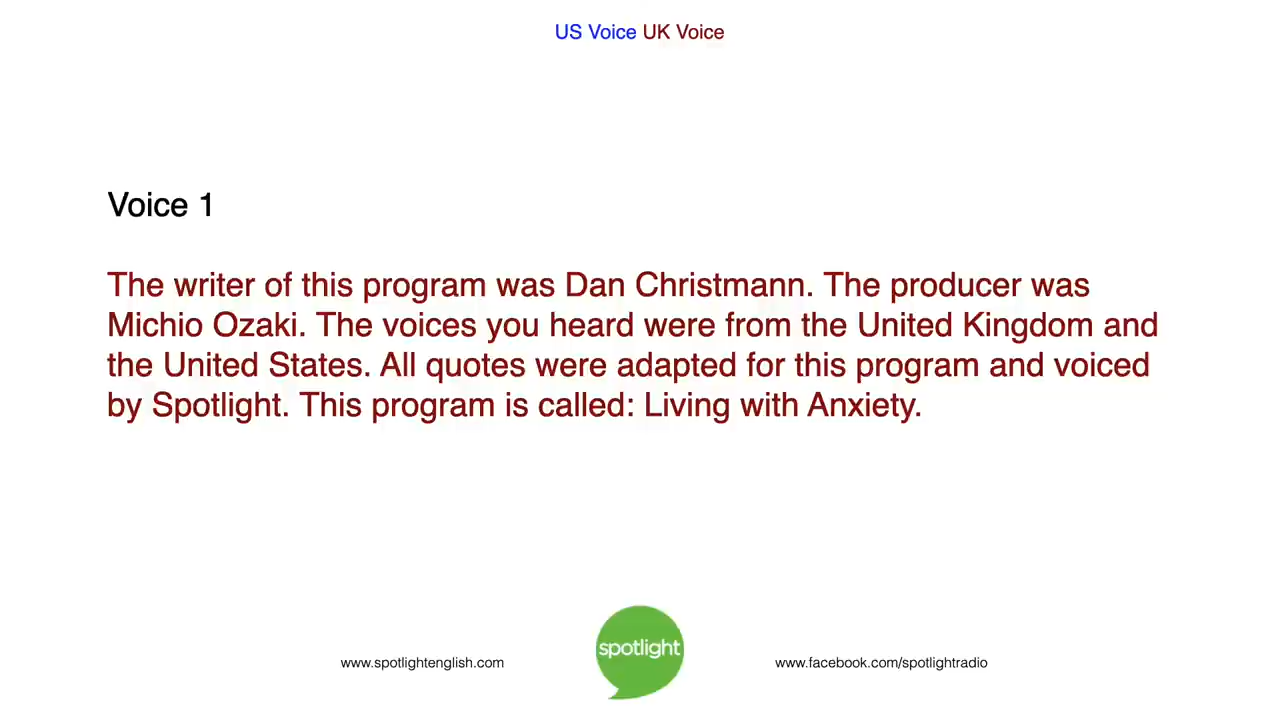 US Voice UK Voice
Voice 1
The writer of this program was Dan Christmann. The producer was
Michio Ozaki. The voices you heard were from the United Kingdom and
the United States. All quotes were adapted for this program and voiced
by Spotlight. This program is called: Living with Anxiety.
www.spotlightenglish.com
spotlight
www.facebook.com/spotlightradio